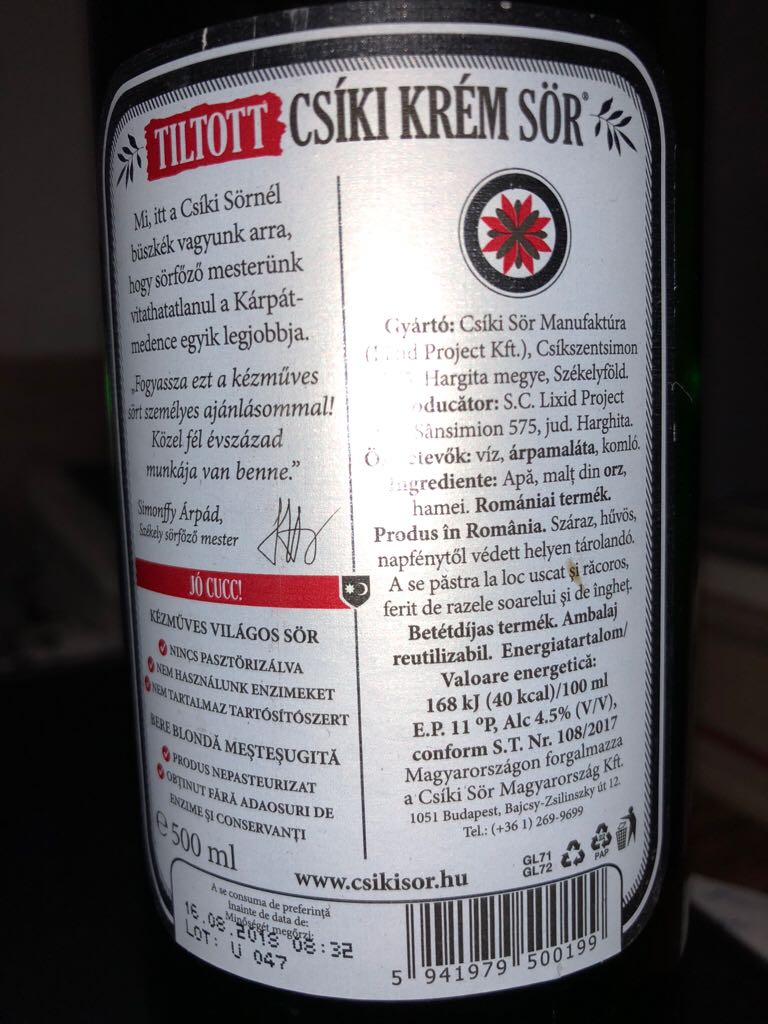 TILTOTT CSÍKI KRÉM SÖR®
Mi, itt a Csíki Sörnél
büszkék vagyunk arra,
hogy sörfőző mesterünk
vitathatatlanul a Kárpát-
medence egyik legjobbja.
„Fogyassza ezt a kézműves
sört személyes ajánlásommal!
Közel fél évszázad
munkája van benne.”
Simonffy Árpád,
Székely sörfőző mester
JÓ CUCC!
KÉZMŰVES VILÁGOS SÖR
NINCS PASZTÖRIZÁLVA
NEM HASZNÁLUNK ENZIMEKET
NEM TARTALMAZ TARTÓSÍTÓSZERT
BERE BLONDĂ MEȘTEȘUGITĂ
PRODUS NEPASTEURIZAT
OBȚINUT FĂRĂ ADAOSURI DE
ENZIME ȘI CONSERVANȚI
℮ 500 ml
Gyártó: Csíki Sör Manufaktúra
Project Kft.), Csíkszentsimon
Hargita megye, Székelyföld.
S.C. Lixid Project
Sânsimion 575, jud. Harghita.
víz, árpamaláta, komló.
Ingrediente: Apă, malț din orz,
hamei. Romániai termék.
Produs în România. Száraz, hűvös,
napfénytől védett helyen tárolandó.
A se păstra la loc uscat și răcoros,
ferit de razele soarelui și de îngheț.
Betétdíjas termék. Ambalaj
reutilizabil. Energiatartalom/
Valoare energetică:
168 kJ (40 kcal)/100 ml
E.P. 11 ºP, Alc 4.5% (V/V),
conform S.T. Nr. 108/2017
Magyarországon forgalmazza
a Csíki Sör Magyarország Kft.
1051 Budapest, Bajcsy-Zsilinszky út 12.
Tel.: (+36 1) 269-9699
GL71
GL72
PAP
www.csikisor.hu
A se consuma de preferință
înainte de data de:
Minőségét megőrzi:
16.08.2018 08:32
LOT: U 047
5 941979 500199